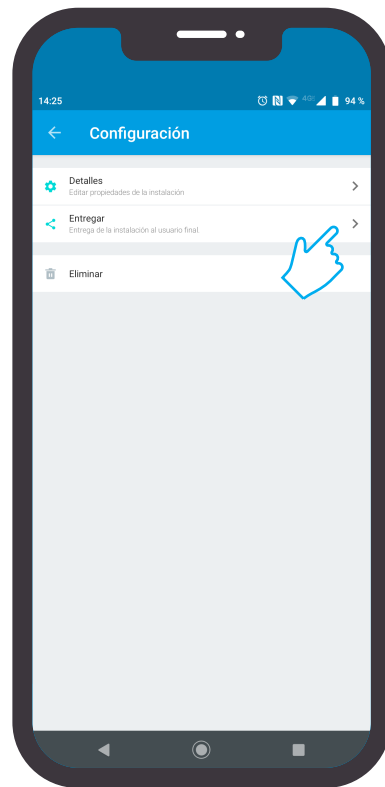 14:25 4G 94 %
Configuración
Detalles
Editar propiedades de la instalación
Entregar
Entrega de la instalación al usuario final
Eliminar